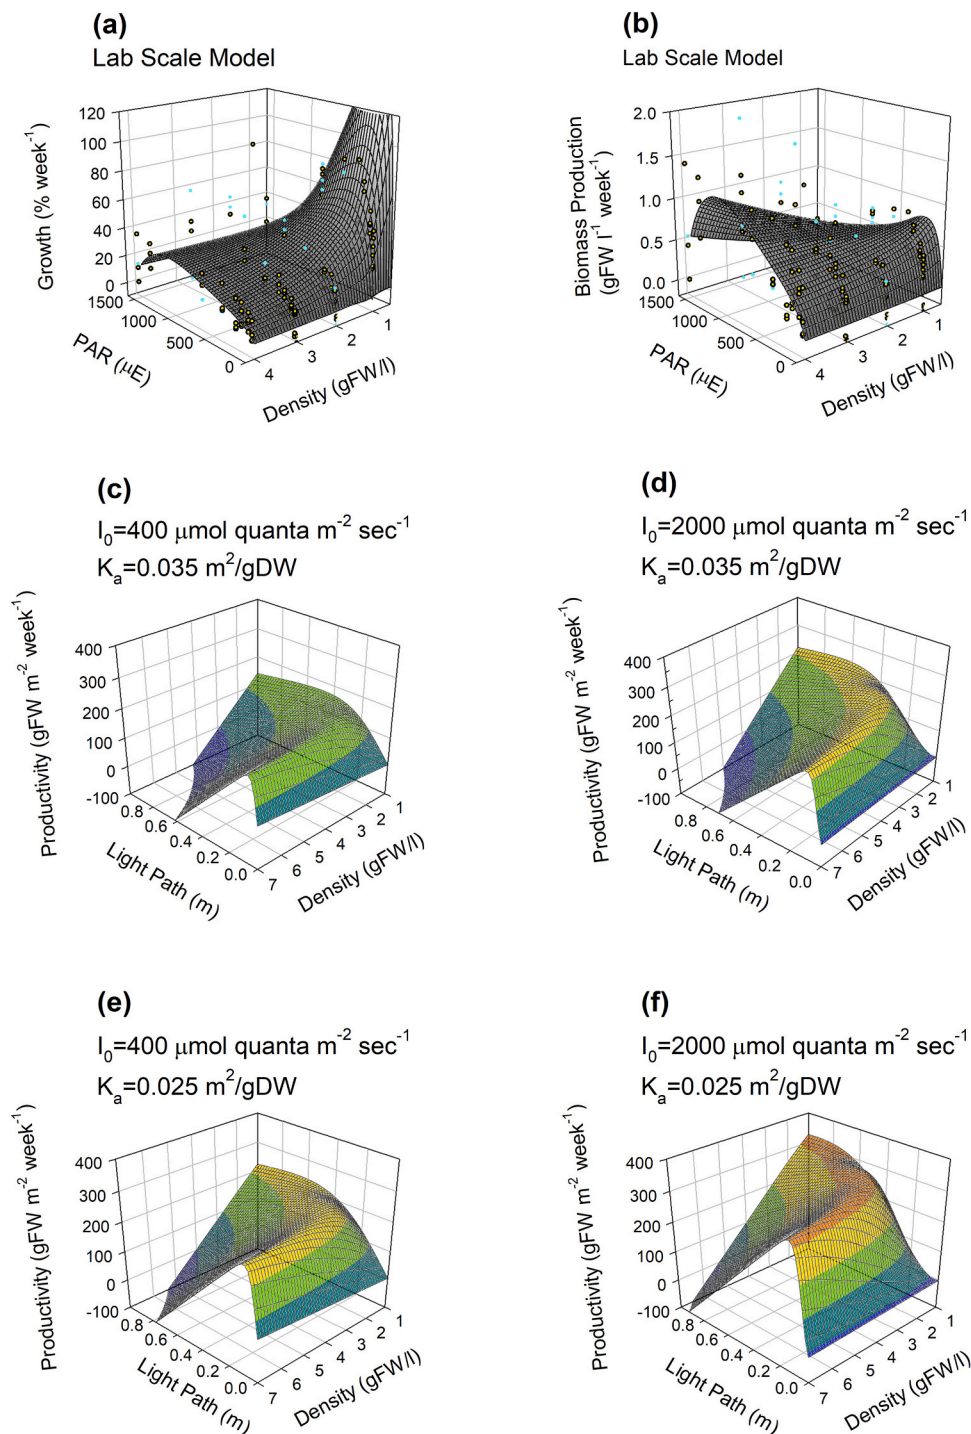 (a)
Lab Scale Model
Growth (% week⁻¹)
120
100
80
60
40
20
0
1500
1000
500
0
PAR (μE)
4
3
2
1
Density (gFW/l)
(b)
Lab Scale Model
Biomass Production
(gFW l⁻¹ week⁻¹)
2.0
1.5
1.0
0.5
0.0
1500
1000
500
0
PAR (μE)
4
3
2
1
Density (gFW/l)
(c)
I₀=400 μmol quanta m⁻² sec⁻¹
Kₐ=0.035 m²/gDW
Productivity (gFW m⁻² week⁻¹)
400
300
200
100
0
-100
0.8
0.6
0.4
0.2
0.0
Light Path (m)
7
6
5
4
3
2
1
Density (gFW/l)
(d)
I₀=2000 μmol quanta m⁻² sec⁻¹
Kₐ=0.035 m²/gDW
Productivity (gFW m⁻² week⁻¹)
400
300
200
100
0
-100
0.8
0.6
0.4
0.2
0.0
Light Path (m)
7
6
5
4
3
2
1
Density (gFW/l)
(e)
I₀=400 μmol quanta m⁻² sec⁻¹
Kₐ=0.025 m²/gDW
Productivity (gFW m⁻² week⁻¹)
400
300
200
100
0
-100
0.8
0.6
0.4
0.2
0.0
Light Path (m)
7
6
5
4
3
2
1
Density (gFW/l)
(f)
I₀=2000 μmol quanta m⁻² sec⁻¹
Kₐ=0.025 m²/gDW
Productivity (gFW m⁻² week⁻¹)
400
300
200
100
0
-100
0.8
0.6
0.4
0.2
0.0
Light Path (m)
7
6
5
4
3
2
1
Density (gFW/l)